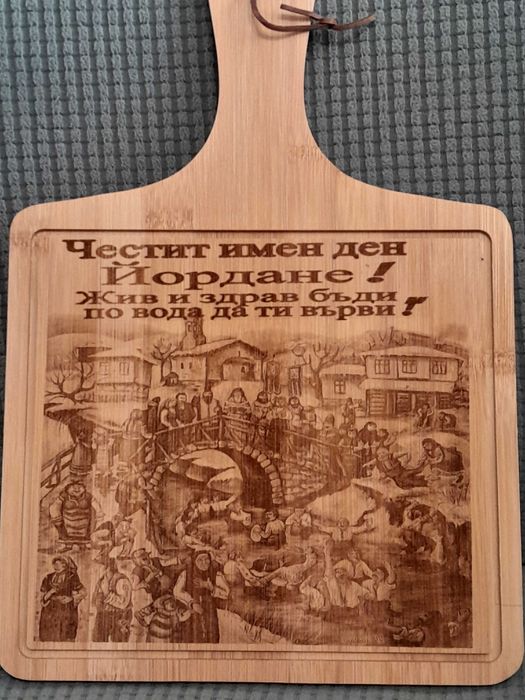 Честит имен ден
Йордане!
Жив и здрав бъди
по вода да ти върви!